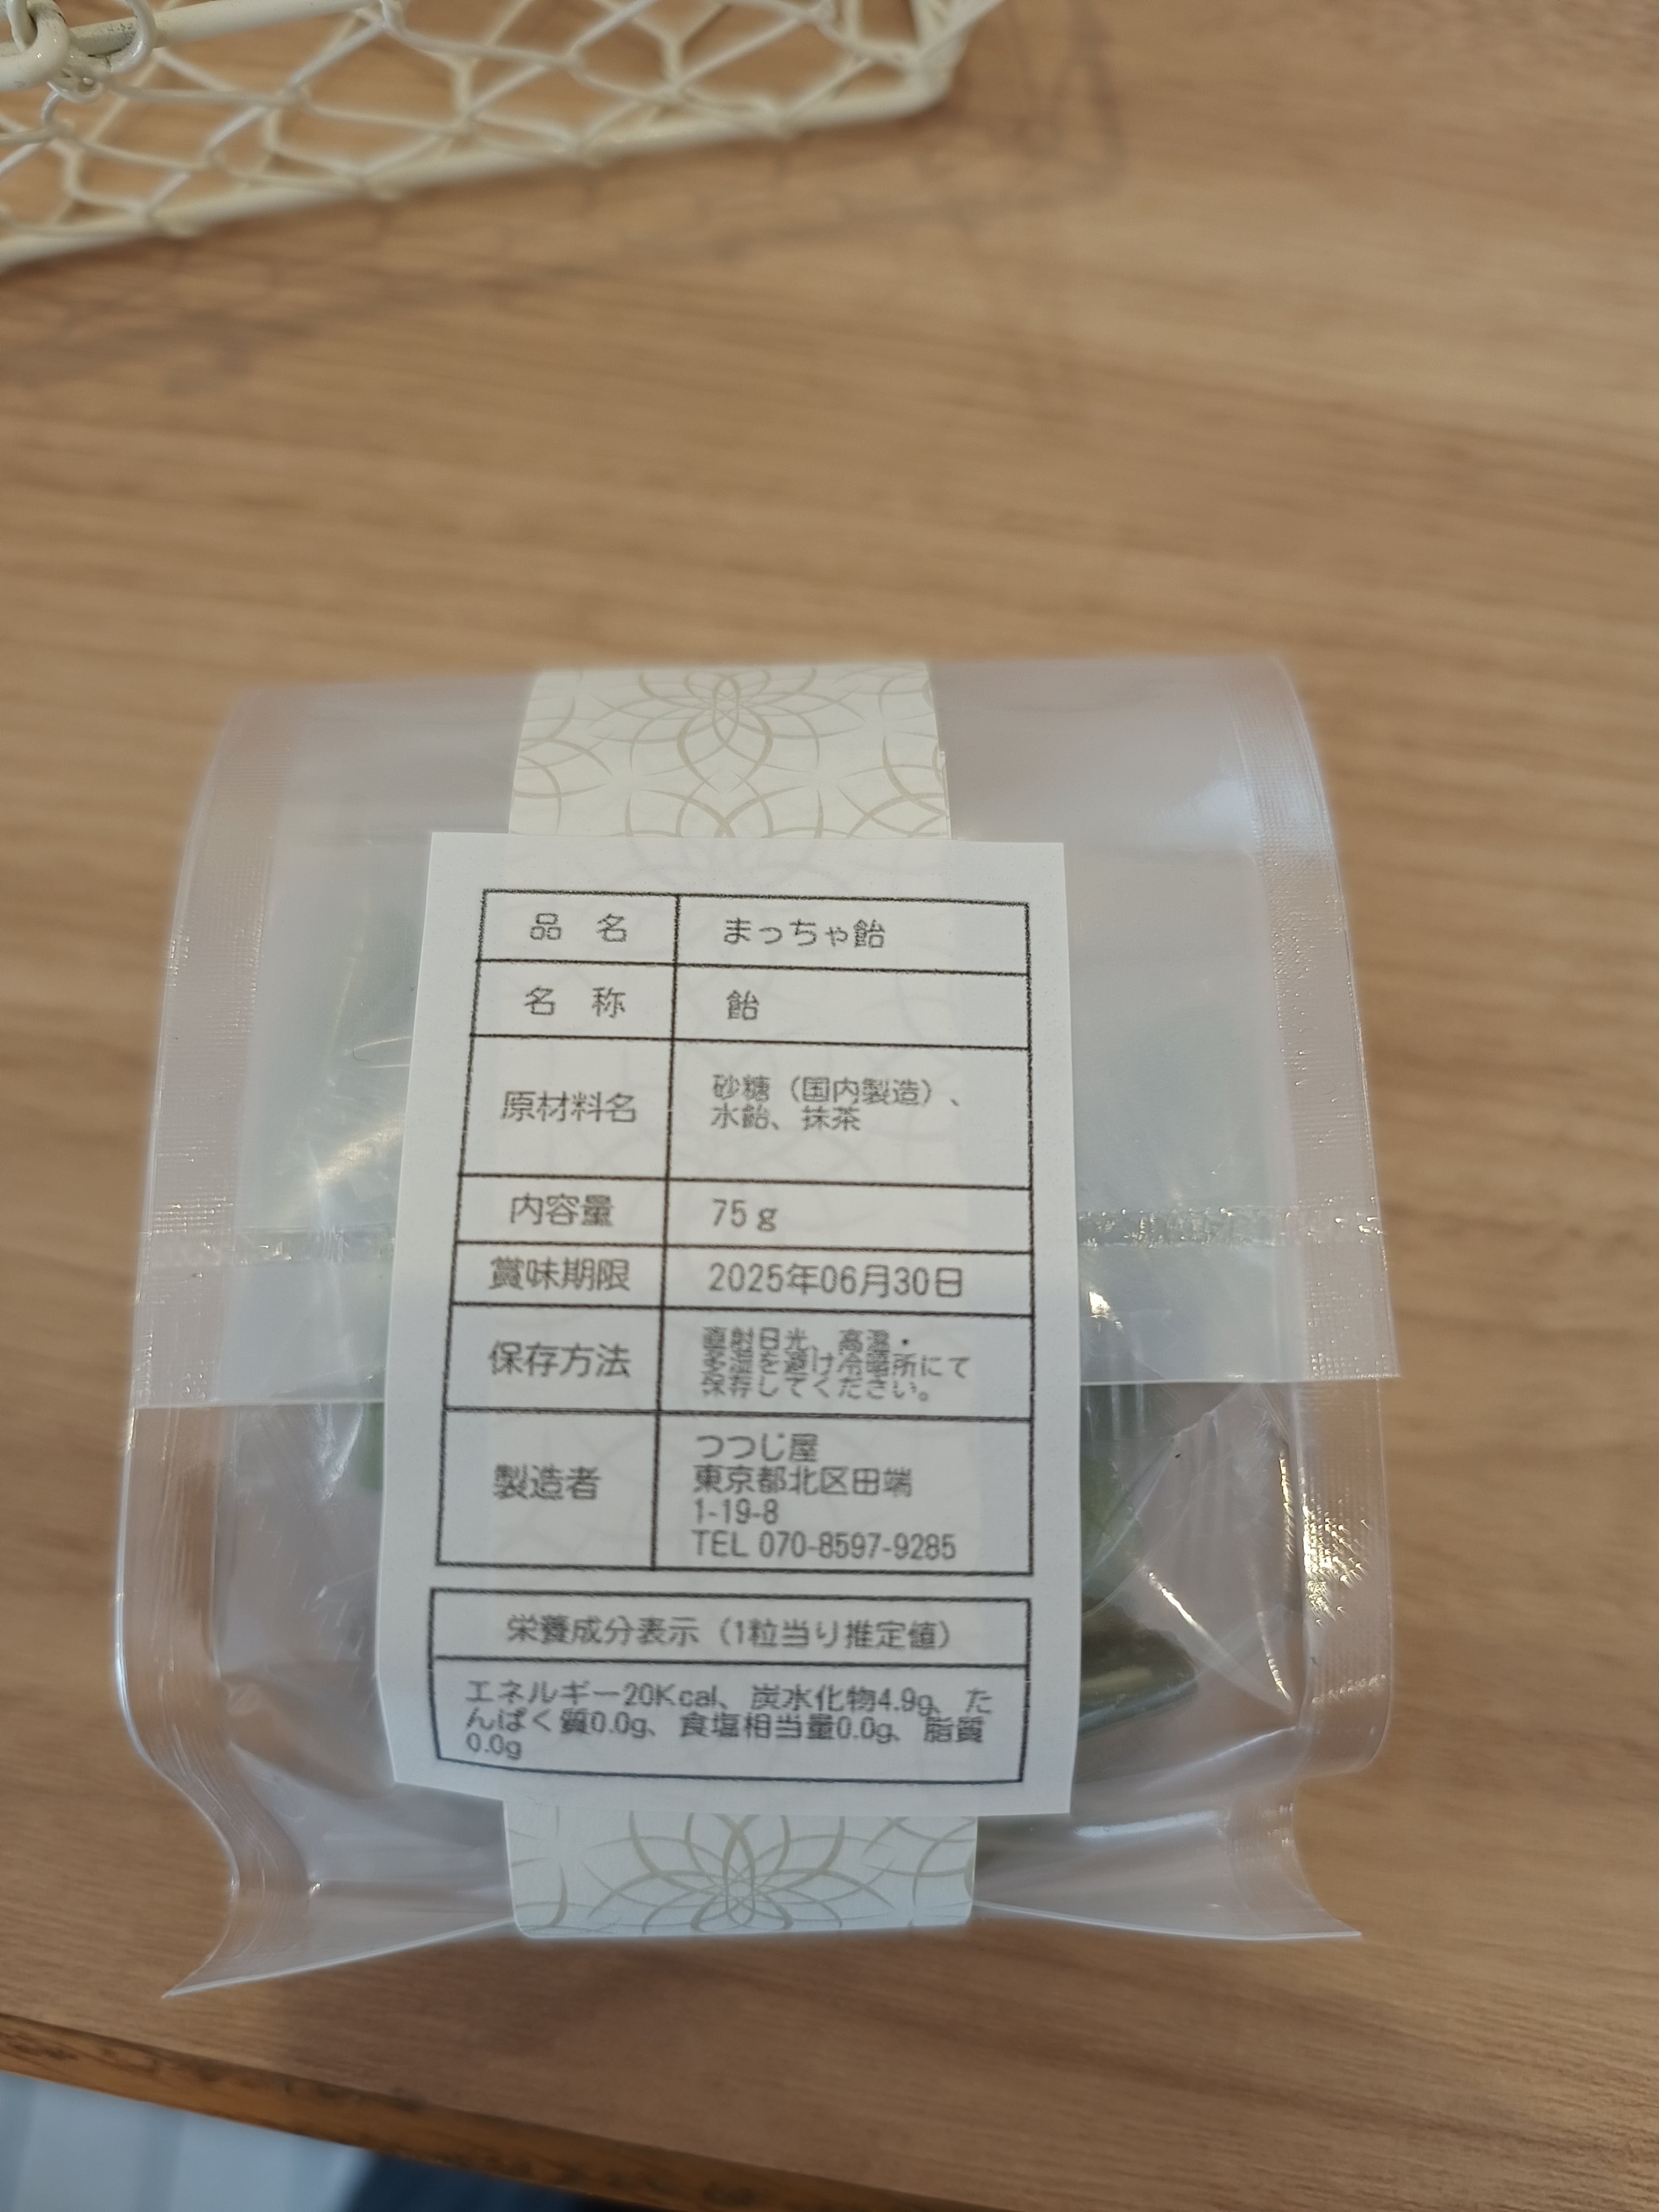 品 名 まっちゃ飴
名 称 飴
原材料名 砂糖（国内製造）、
水飴、抹茶
内容量 75g
賞味期限 2025年06月30日
保存方法 直射日光、高温・
多湿を避け冷暗所にて
保存してください。
製造者 つつじ屋
東京都北区田端
1-19-8
TEL 070-8597-9285
栄養成分表示（1粒当り推定値）
エネルギー20Kcal、炭水化物4.9g、た
んぱく質0.0g、食塩相当量0.0g、脂質
0.0g